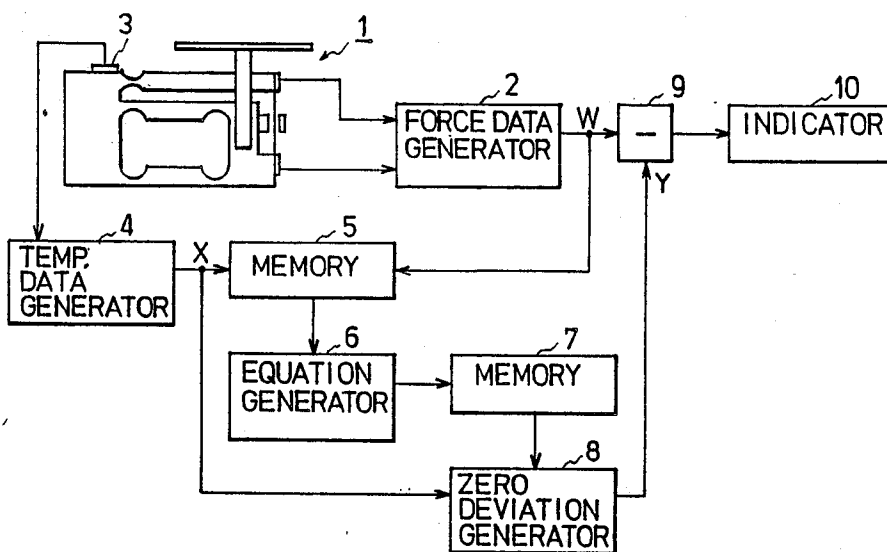 3
1
2
FORCE DATA
GENERATOR
W
9
−
10
INDICATOR
Y
4
TEMP.
DATA
GENERATOR
X
5
MEMORY
6
EQUATION
GENERATOR
7
MEMORY
8
ZERO
DEVIATION
GENERATOR